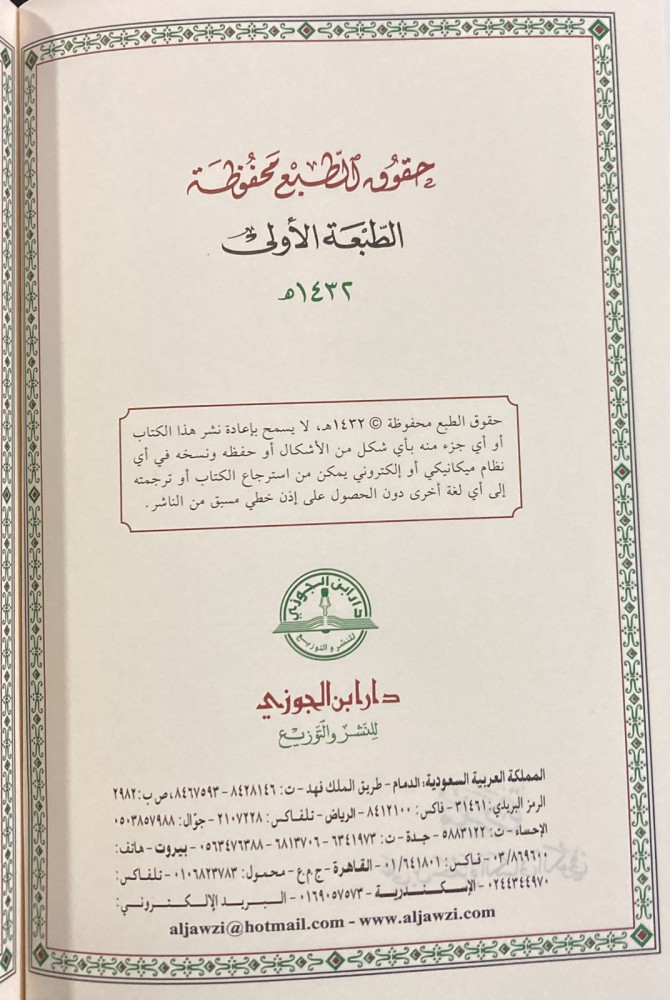 حقوق الطبع محفوظة
الطبعة الأولى
١٤٣٢هـ
حقوق الطبع محفوظة © ١٤٣٢هـ، لا يسمح بإعادة نشر هذا الكتاب
أو أي جزء منه بأي شكل من الأشكال أو حفظه ونسخه في أي
نظام ميكانيكي أو إلكتروني يمكن من استرجاع الكتاب أو ترجمته
إلى أي لغة أخرى دون الحصول على إذن خطي مسبق من الناشر.
دار ابن الجوزي
للنشر والتوزيع
دار ابن الجوزي
للنشر والتوزيع
المملكة العربية السعودية: الدمام - طريق الملك فهد - ت: ٨٤٢٨١٤٦ - ٨٤٦٧٥٩٣، ص ب: ٢٩٨٢
الرمز البريدي: ٣١٤٦١ - فاكس: ٨٤١٢١٠٠ - الرياض - تلفاكس: ٢١٠٧٢٢٨ - جوّال: ٠٥٠٣٨٥٧٩٨٨
الإحساء - ت: ٥٨٨٣١٢٢ - جدة - ت: ٦٣٤١٩٧٣ - ٦٨١٣٧٠٦ - ٠٥٦٣٤٧٦٣٨٨ - بيروت - هاتف:
٠٣/٨٦٩٦٠٠ - فاكس: ٠١/٦٤١٨٠١ - القاهرة - ج م ع - محمول: ٠١٠٦٨٢٣٧٨٣ - تلفاكس:
٠٢٤٤٣٤٤٩٧٠ - الإسكندرية - ٠١٦٩٠٥٧٥٧٣ - البريد الإلكتروني:
aljawzi@hotmail.com - www.aljawzi.com